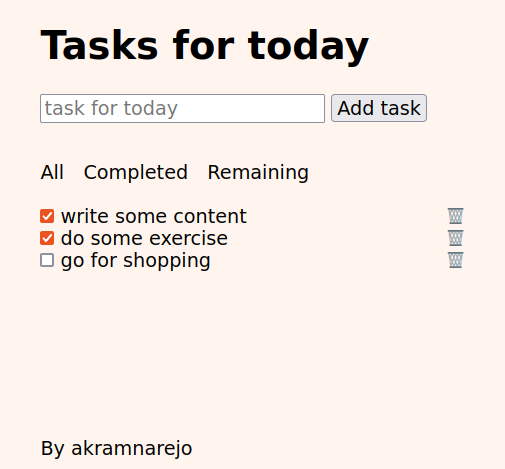 Tasks for today
task for today Add task
All Completed Remaining
write some content
do some exercise
go for shopping
By akramnarejo